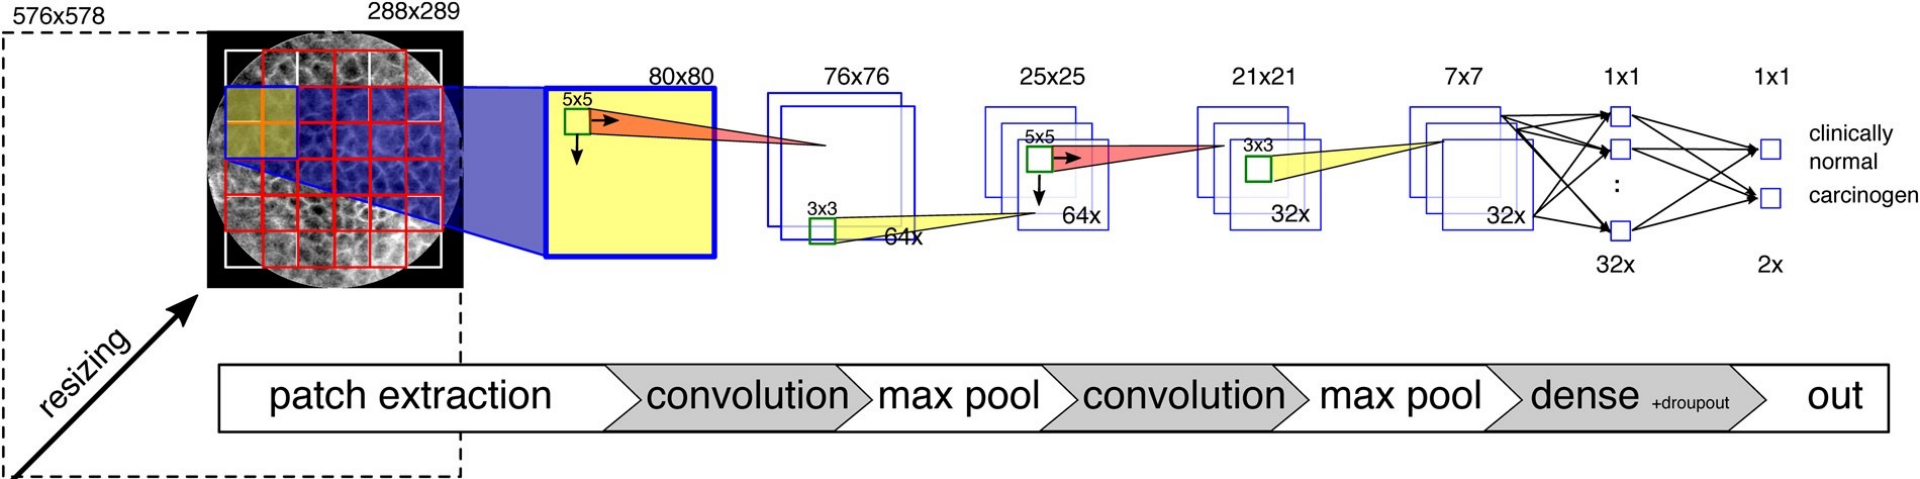 576x578
288x289
80x80
76x76
25x25
21x21
7x7
1x1
1x1
5x5
3x3
64x
5x5
64x
3x3
32x
32x
:
32x
clinically
normal
carcinogen
2x
resizing
patch extraction
convolution
max pool
convolution
max pool
dense +droupout
out